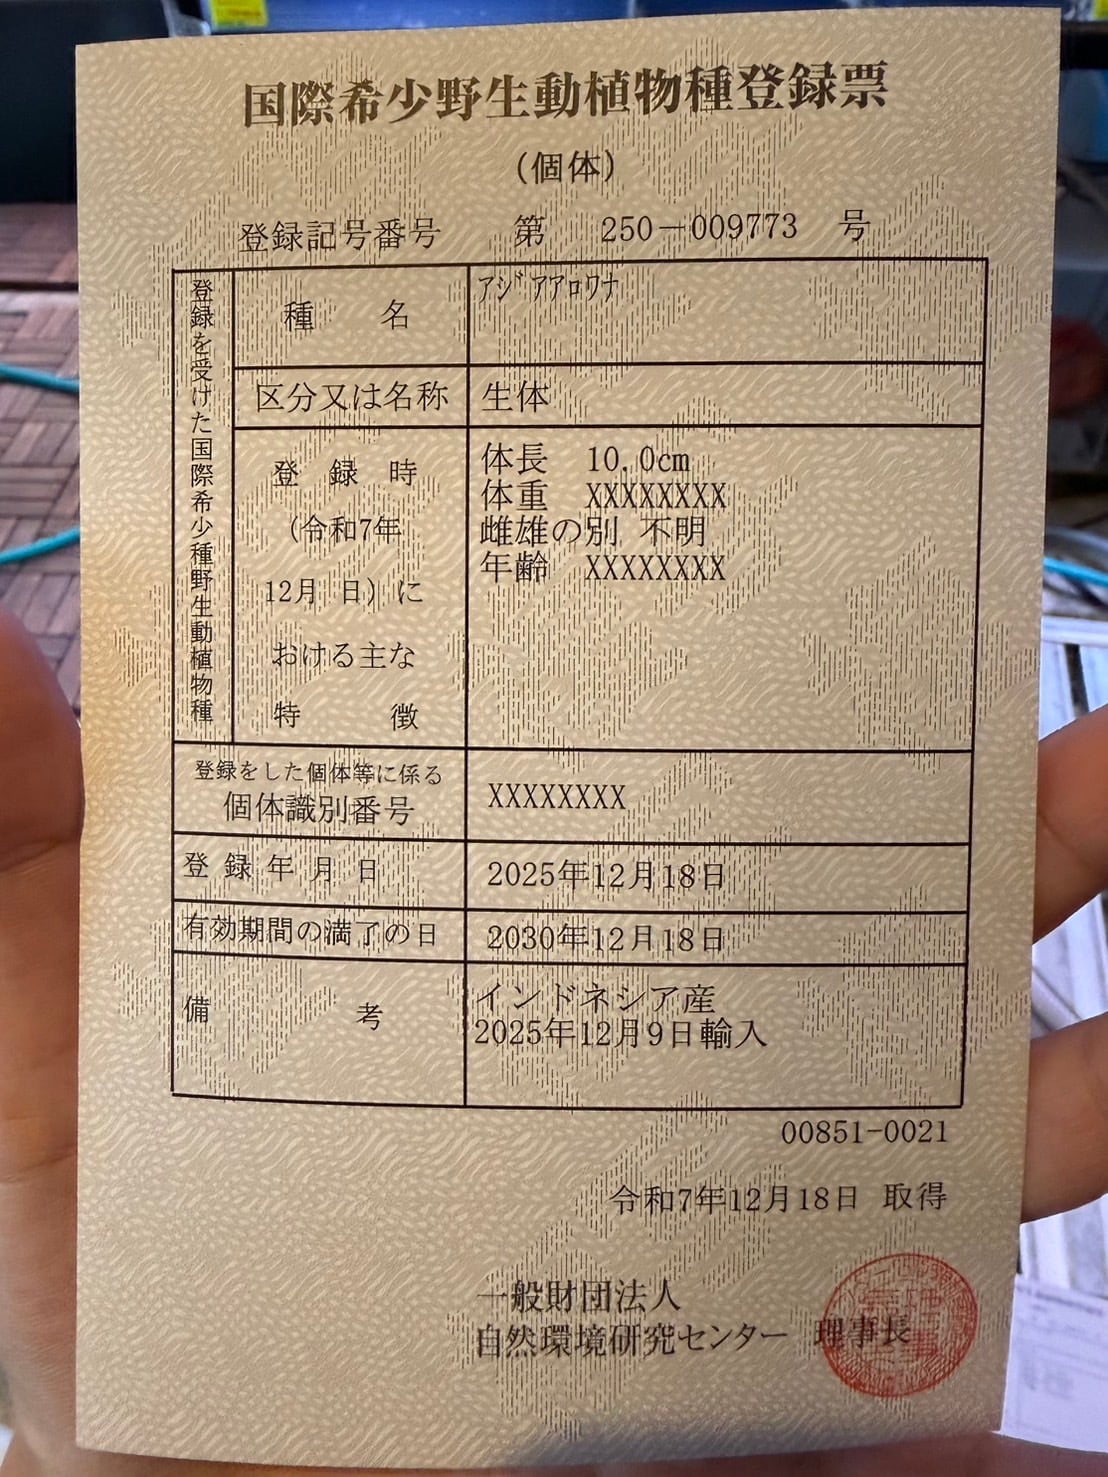 国際希少野生動植物種登録票
（個体）
登録記号番号 第 250－009773 号
登録を受けた国際希少種野生動植物種
種 名
ｱｼﾞｱｱﾛﾜﾅ
区分又は名称
生体
登 録 時
（令和7年
12月 日）に
おける主な
特 徴
体長 10.0cm
体重 XXXXXXXX
雌雄の別 不明
年齢 XXXXXXXX
登録をした個体等に係る
個体識別番号
XXXXXXXX
登 録 年 月 日
2025年12月18日
有効期間の満了の日
2030年12月18日
備 考
インドネシア産
2025年12月9日輸入
00851-0021
令和7年12月18日 取得
一般財団法人
自然環境研究センター 理事長